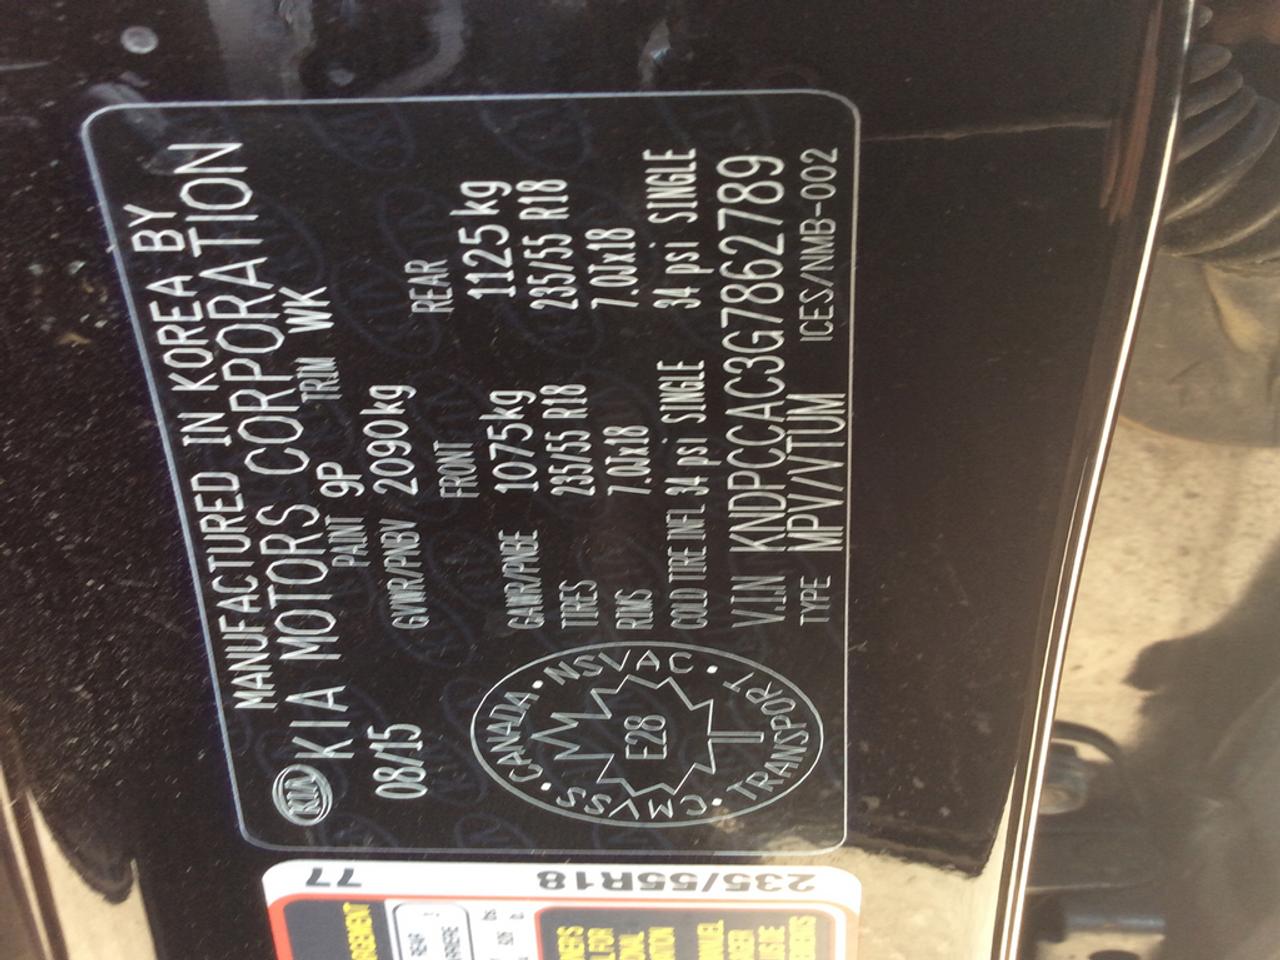 MANUFACTURED IN KOREA BY
KIA KIA MOTORS CORPORATION
08/15 PAINT 9P TRIM WK
GVWR/PNBV 2090kg
FRONT REAR
GAWR/PNBE 1075kg 1125kg
TIRES 235/55 R18 235/55 R18
RIMS 7.0Jx18 7.0Jx18
COLD TIRE INFL 34 psi SINGLE 34 psi SINGLE
V.I.N KNDPCCAC3G7862789
TYPE MPV/VTUM ICES/NMB-002
CANADA · NSVAC · TRANSPORT · CMVSS
E28
235/55R18 77
REAR